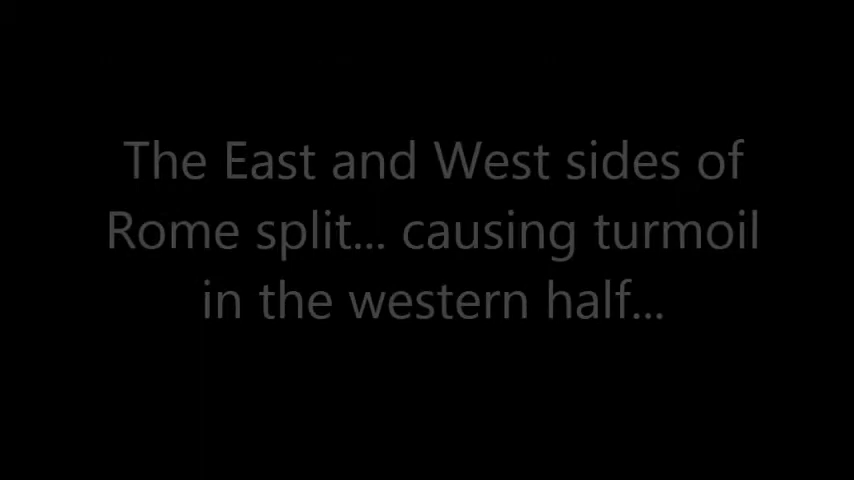 The East and West sides of
Rome split... causing turmoil
in the western half...